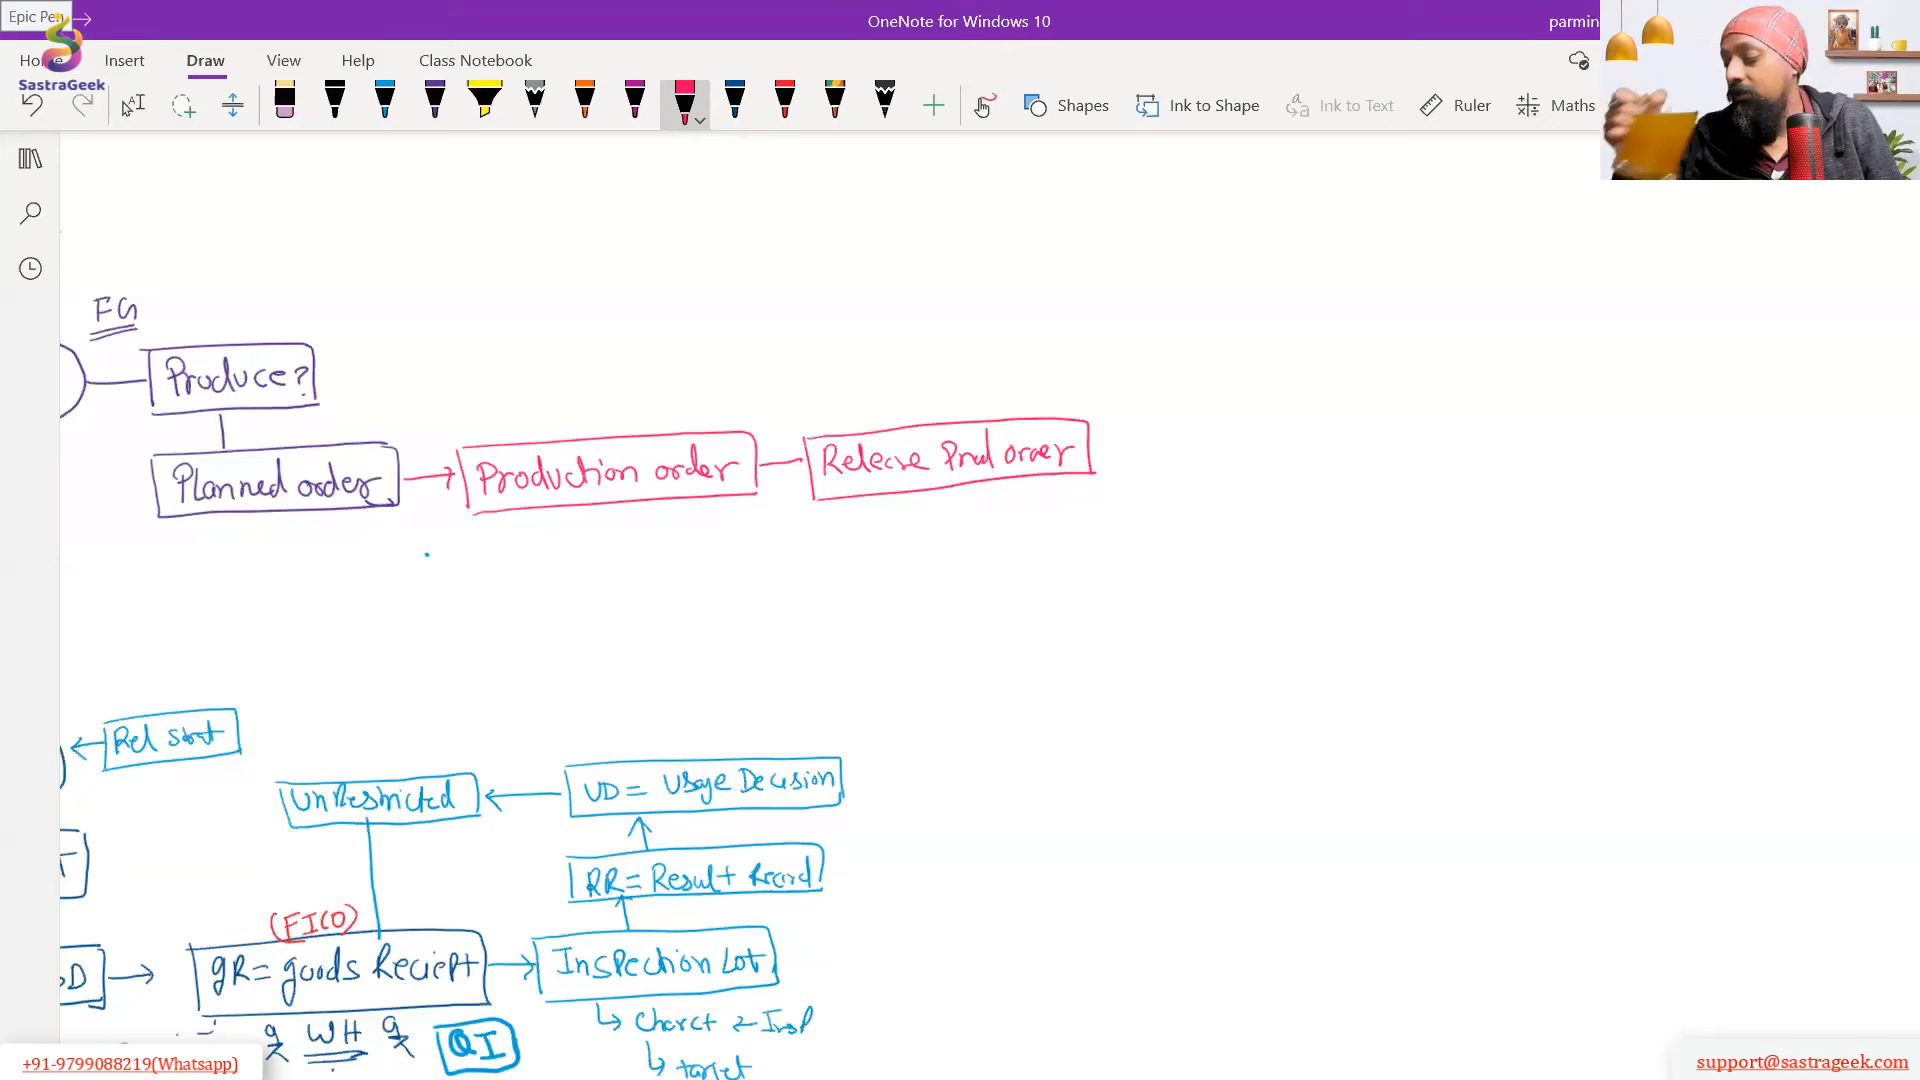 Epic Pen
OneNote for Windows 10
parmin
SastraGeek
Insert
Draw
View
Help
Class Notebook
Shapes
Ink to Shape
Ink to Text
Ruler
Maths
FG
Produce?
Planned order
Production order
Release Prod order
Rel strat
UnRestricted
UD = Usage Decision
RR = Result Record
(FICO)
GR = goods Reciept
Inspection Lot
WH
QI
Charct
Insp
target
+91-9799088219(Whatsapp)
support@sastrageek.com